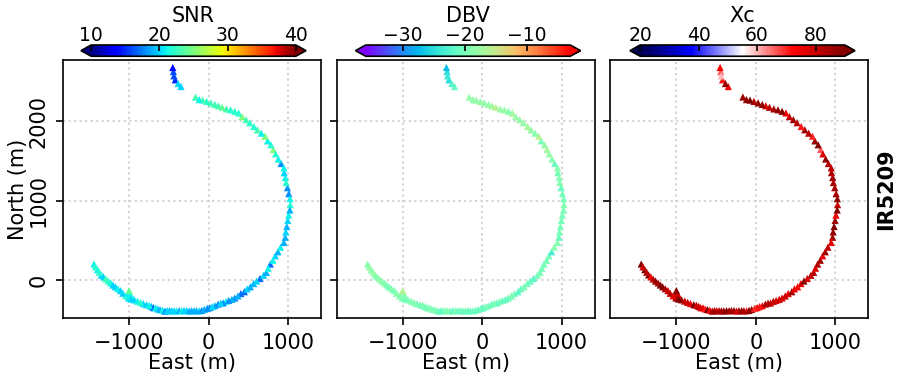 SNR DBV Xc
10 20 30 40 −30 −20 −10 20 40 60 80
2000
1000
0
North (m)
IR5209
−1000 0 1000 −1000 0 1000 −1000 0 1000
East (m) East (m) East (m)